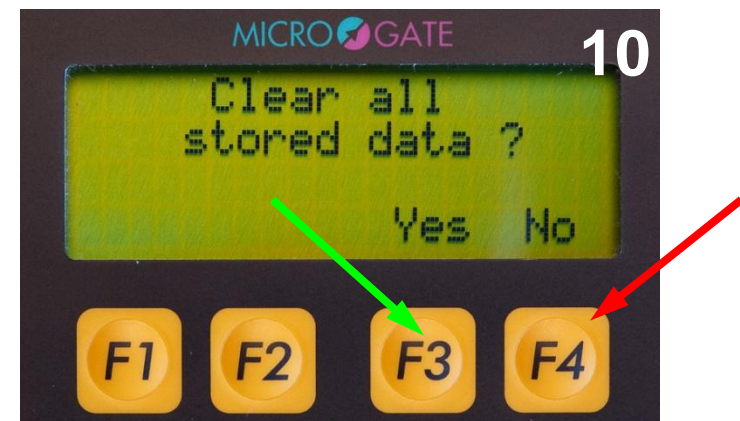 MICRO GATE
10
Clear all
stored data ?
Yes No
F1 F2 F3 F4